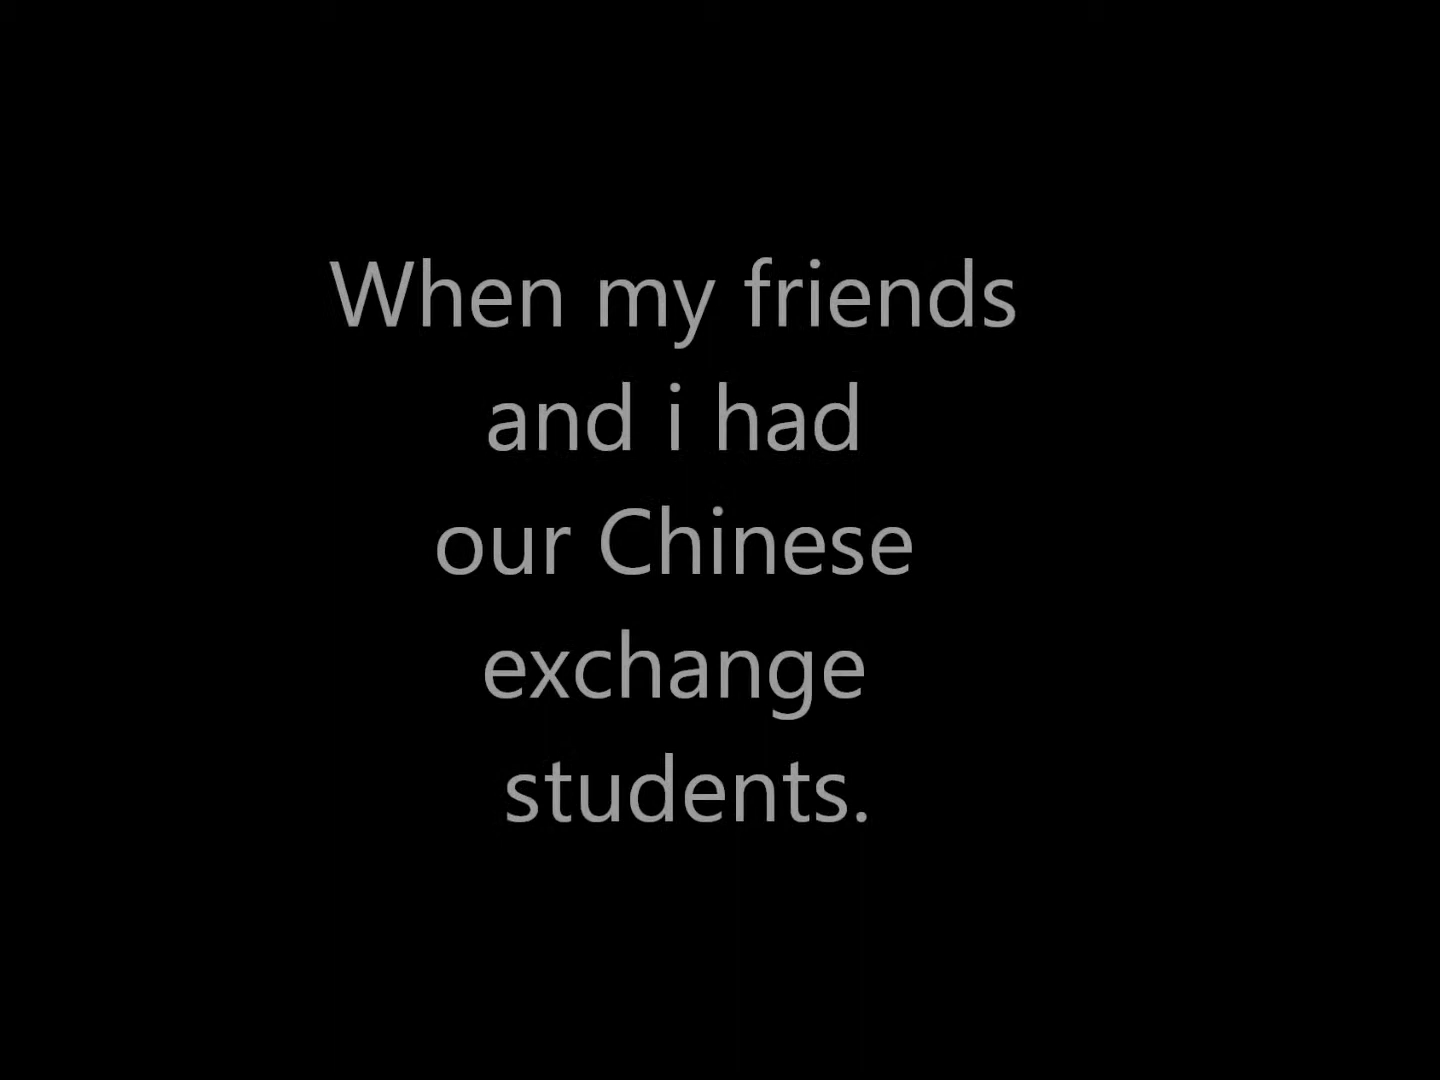 When my friends
and i had
our Chinese
exchange
students.